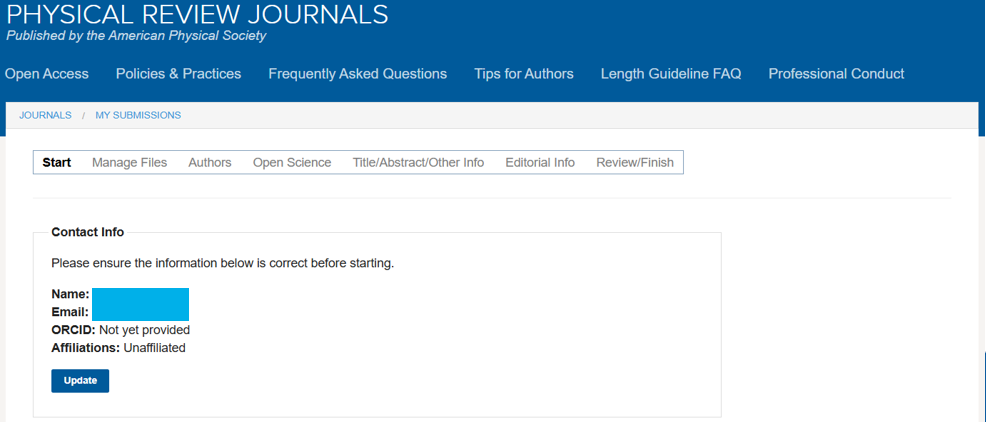 PHYSICAL REVIEW JOURNALS
Published by the American Physical Society
Open Access Policies & Practices Frequently Asked Questions Tips for Authors Length Guideline FAQ Professional Conduct
JOURNALS / MY SUBMISSIONS
Start Manage Files Authors Open Science Title/Abstract/Other Info Editorial Info Review/Finish
Contact Info
Please ensure the information below is correct before starting.
Name:
Email:
ORCID: Not yet provided
Affiliations: Unaffiliated
Update